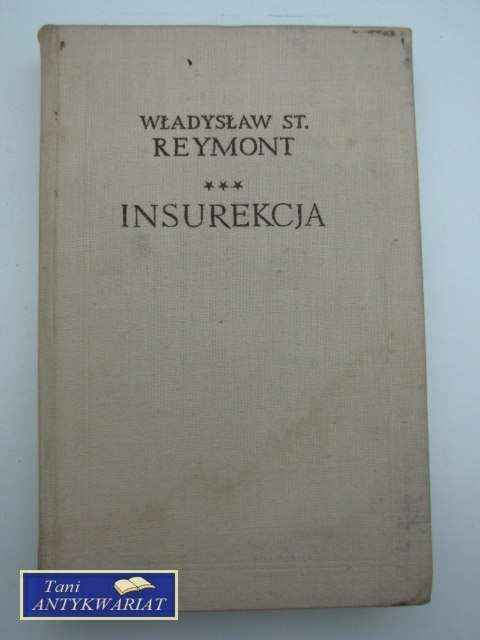 WŁADYSŁAW ST.
REYMONT
★★★
INSUREKCJA
Tani
ANTYKWARIAT